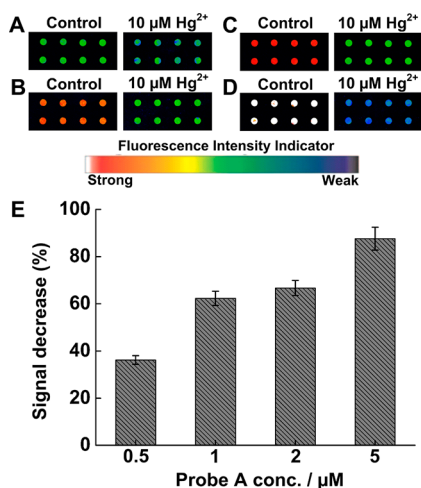 A Control 10 µM Hg²⁺ C Control 10 µM Hg²⁺
B Control 10 µM Hg²⁺ D Control 10 µM Hg²⁺
Fluorescence Intensity Indicator
Strong Weak
E
100
80
60
40
20
0
Signal decrease (%)
0.5 1 2 5
Probe A conc. / µM